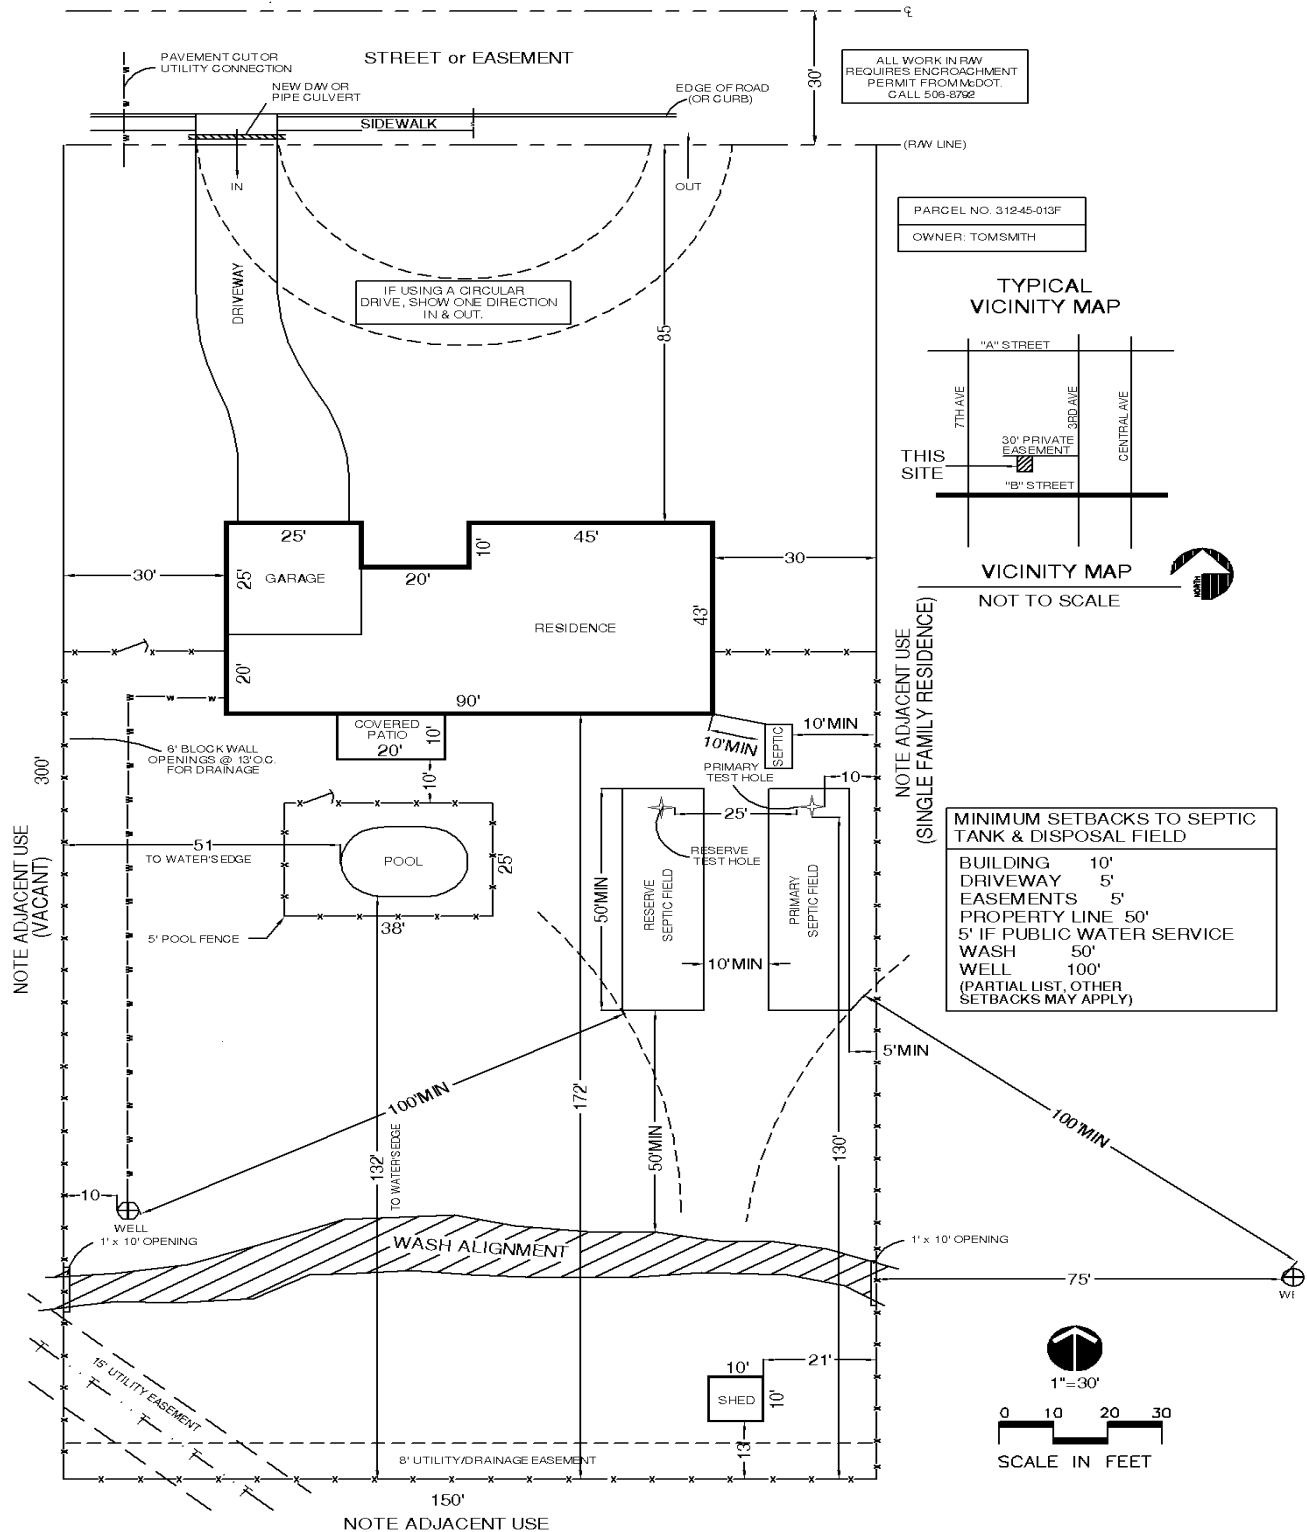 ℄
PAVEMENT CUT OR
UTILITY CONNECTION
STREET or EASEMENT
30'
ALL WORK IN R/W
REQUIRES ENCROACHMENT
PERMIT FROM McDOT.
CALL 506-8792
NEW D/W OR
PIPE CULVERT
EDGE OF ROAD
(OR CURB)
SIDEWALK
(R/W LINE)
IN
OUT
PARCEL NO. 312-45-013F
OWNER: TOM SMITH
DRIVEWAY
IF USING A CIRCULAR
DRIVE, SHOW ONE DIRECTION
IN & OUT.
85
TYPICAL
VICINITY MAP
"A" STREET
7TH AVE
3RD AVE
CENTRAL AVE
30' PRIVATE
EASEMENT
THIS
SITE
"B" STREET
VICINITY MAP
NOT TO SCALE
NORTH
25'
45'
10'
20'
30'
25'
GARAGE
30
RESIDENCE
43'
20'
90'
COVERED
PATIO
20'
10'
10'MIN
10'MIN
SEPTIC
NOTE ADJACENT USE
(SINGLE FAMILY RESIDENCE)
6' BLOCK WALL
OPENINGS @ 13'O.C.
FOR DRAINAGE
300'
10'
PRIMARY
TEST HOLE
10
25'
51
TO WATER'S EDGE
POOL
25'
38'
5' POOL FENCE
RESERVE
TEST HOLE
50'MIN
RESERVE
SEPTIC FIELD
PRIMARY
SEPTIC FIELD
10'MIN
NOTE ADJACENT USE
(VACANT)
MINIMUM SETBACKS TO SEPTIC
TANK & DISPOSAL FIELD
BUILDING 10'
DRIVEWAY 5'
EASEMENTS 5'
PROPERTY LINE 50'
5' IF PUBLIC WATER SERVICE
WASH 50'
WELL 100'
(PARTIAL LIST, OTHER
SETBACKS MAY APPLY)
5'MIN
100'MIN
172'
100'MIN
50'MIN
130'
132'
TO WATER'S EDGE
10
WELL
1' x 10' OPENING
WASH ALIGNMENT
1' x 10' OPENING
75'
WE
15' UTILITY EASEMENT
10'
21'
SHED
10'
13
8' UTILITY/DRAINAGE EASEMENT
1"=30'
0 10 20 30
SCALE IN FEET
150'
NOTE ADJACENT USE